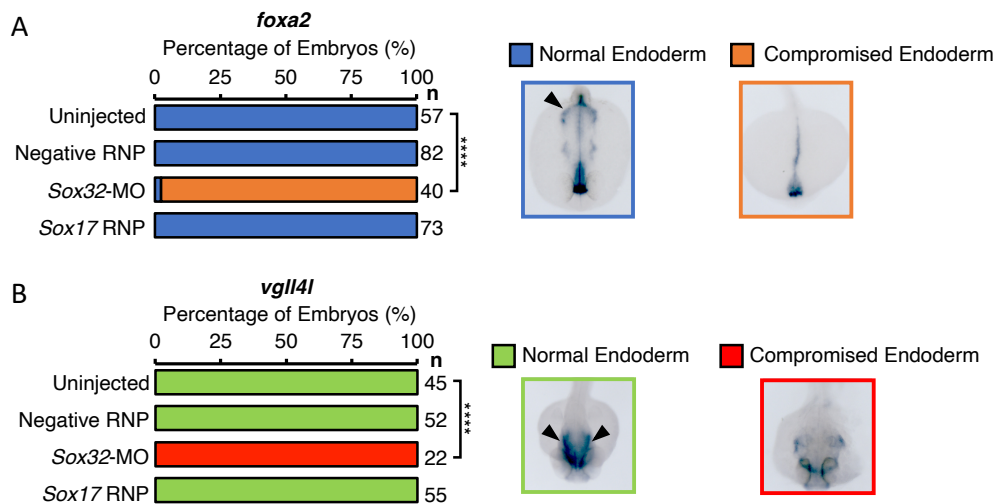 A
foxa2
Percentage of Embryos (%)
0 25 50 75 100
n
Uninjected 57
Negative RNP 82
Sox32-MO 40
Sox17 RNP 73
****
Normal Endoderm
Compromised Endoderm
B
vgll4l
Percentage of Embryos (%)
0 25 50 75 100
n
Uninjected 45
Negative RNP 52
Sox32-MO 22
Sox17 RNP 55
****
Normal Endoderm
Compromised Endoderm